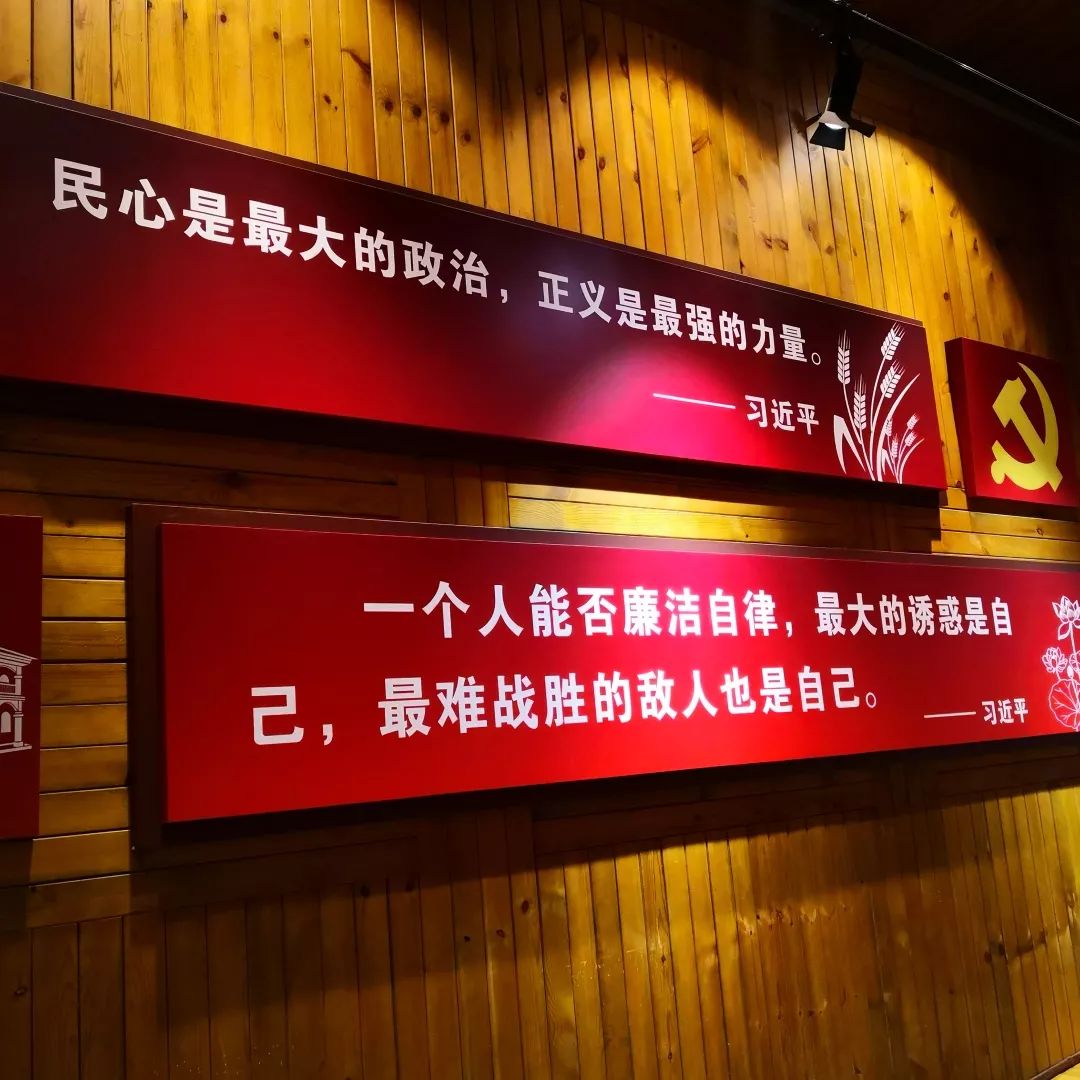 民心是最大的政治，正义是最强的力量。
——习近平
一个人能否廉洁自律，最大的诱惑是自
己，最难战胜的敌人也是自己。
——习近平